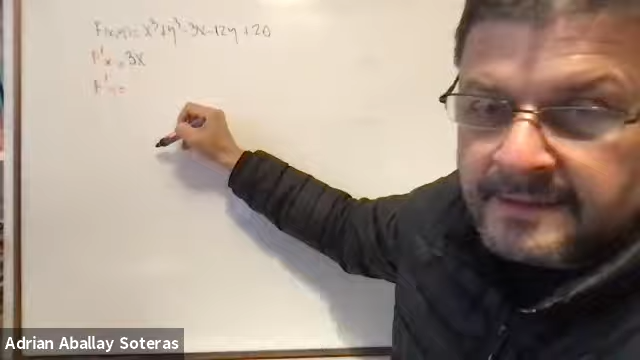 F(x,y)=x³+y³-3x-12y+20
F'x=3x
F'y=
Adrian Aballay Soteras